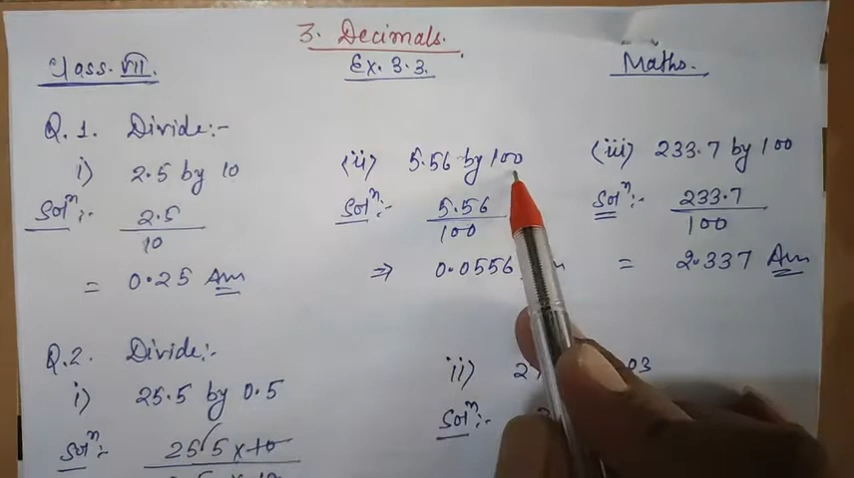 3. Decimals.
Class. VII.
Ex. 3.3.
Maths.
Q.1. Divide:-
i) 2.5 by 10
Solⁿ:- 2.5
10
= 0.25 Ans
(ii) 5.56 by 100
Solⁿ:- 5.56
100
⇒ 0.0556
(iii) 233.7 by 100
Solⁿ:- 233.7
100
= 2.337 Ans
Q.2. Divide:-
i) 25.5 by 0.5
Solⁿ:- 25.5 × 10
ii) 2 03
Solⁿ:-